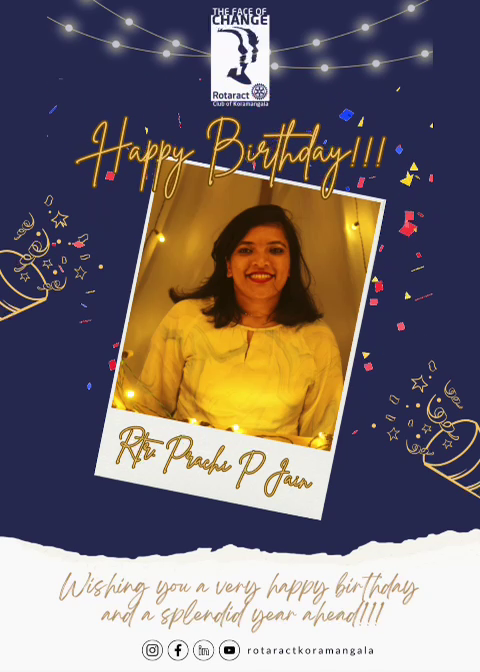 THE FACE OF
CHANGE
Rotaract
Club of Koramangala
Happy Birthday!!!
Rtr. Prachi P Jain
Wishing you a very happy birthday
and a splendid year ahead!!!
rotaractkoramangala